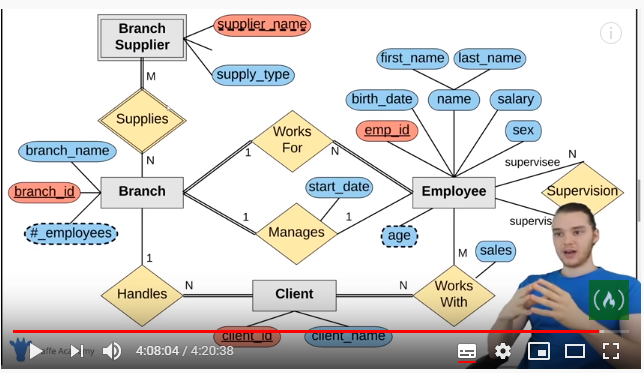 Branch
Supplier
supplier_name
supply_type
M
Supplies
N
first_name
last_name
birth_date
name
salary
emp_id
sex
branch_name
branch_id
#_employees
Branch
1
Works
For
N
start_date
1
Manages
1
Employee
supervisee
N
Supervision
supervis
age
1
Handles
N
Client
N
Works
With
M
sales
client_id
client_name
4:08:04 / 4:20:38